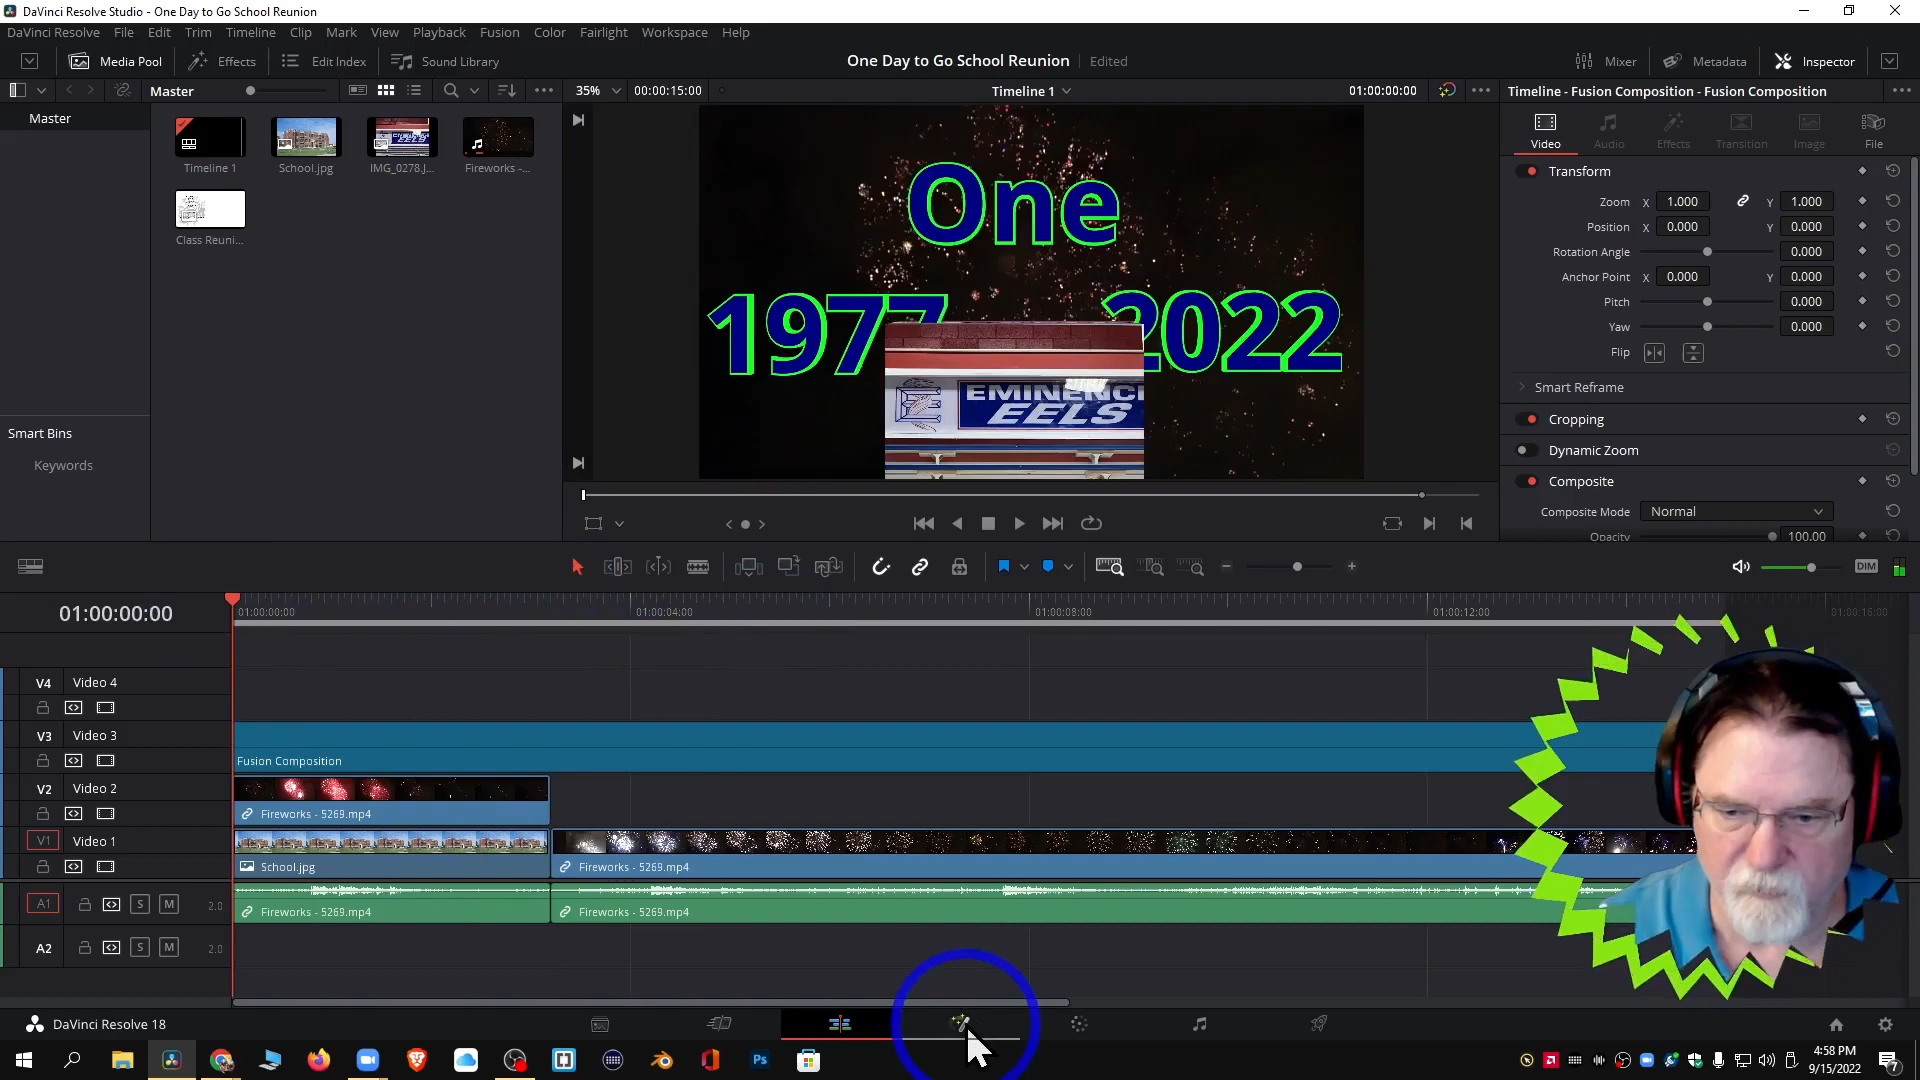 DaVinci Resolve Studio - One Day to Go School Reunion
DaVinci Resolve File Edit Trim Timeline Clip Mark View Playback Fusion Color Fairlight Workspace Help
Media Pool Effects Edit Index Sound Library One Day to Go School Reunion Edited Mixer Metadata Inspector
Master 35% 00:00:15:00 Timeline 1 01:00:00:00 Timeline - Fusion Composition - Fusion Composition
Master
Timeline 1 School.jpg IMG_0278.J... Fireworks -...
Class Reuni...
Smart Bins
Keywords
One
1977 2022
EMINENC
EELS
E
Video Audio Effects Transition Image File
Transform
Zoom X 1.000 Y 1.000
Position X 0.000 Y 0.000
Rotation Angle 0.000
Anchor Point X 0.000 Y 0.000
Pitch 0.000
Yaw 0.000
Flip
Smart Reframe
Cropping
Dynamic Zoom
Composite
Composite Mode Normal
Opacity 100.00
DIM
01:00:00:00 01:00:00:00 01:00:04:00 01:00:08:00 01:00:12:00 01:00:16:00
V4 Video 4
V3 Video 3
Fusion Composition
V2 Video 2
Fireworks - 5269.mp4
V1 Video 1
School.jpg Fireworks - 5269.mp4
A1 S M 2.0
Fireworks - 5269.mp4 Fireworks - 5269.mp4
A2 S M 2.0
DaVinci Resolve 18
Ps
4:58 PM
9/15/2022
7